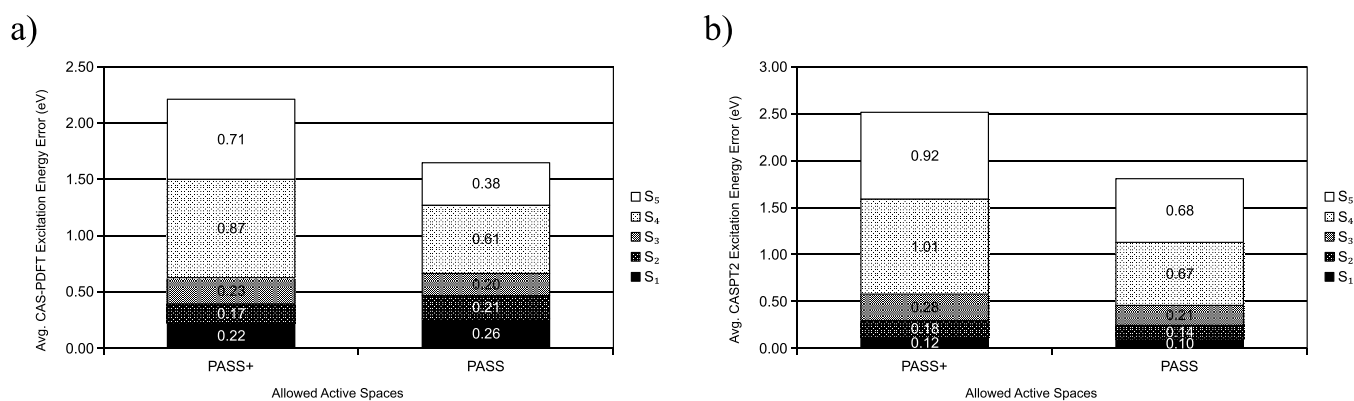 a)
Avg. CAS-PDFT Excitation Energy Error (eV)
2.50
2.00
1.50
1.00
0.50
0.00
0.71
0.87
0.23
0.17
0.22
0.38
0.61
0.20
0.21
0.26
PASS+
PASS
Allowed Active Spaces
S₅
S₄
S₃
S₂
S₁
b)
Avg. CASPT2 Excitation Energy Error (eV)
3.00
2.50
2.00
1.50
1.00
0.50
0.00
0.92
1.01
0.28
0.18
0.12
0.68
0.67
0.21
0.14
0.10
PASS+
PASS
Allowed Active Spaces
S₅
S₄
S₃
S₂
S₁